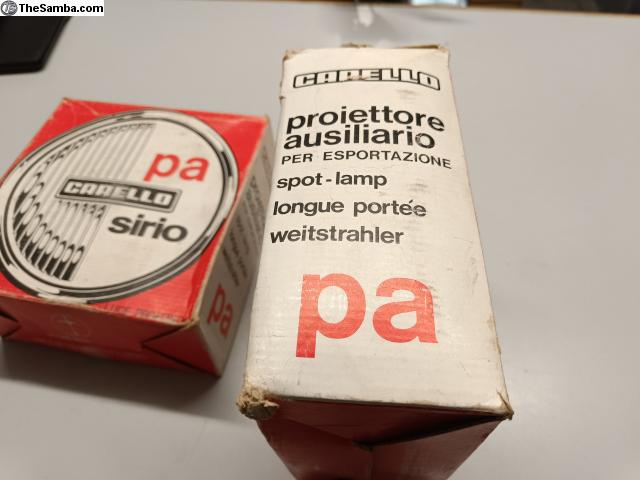 TheSamba.com
CARELLO
proiettore
ausiliario
PER ESPORTAZIONE
spot-lamp
longue portée
weitstrahler
pa
pa
CARELLO
sirio
pa